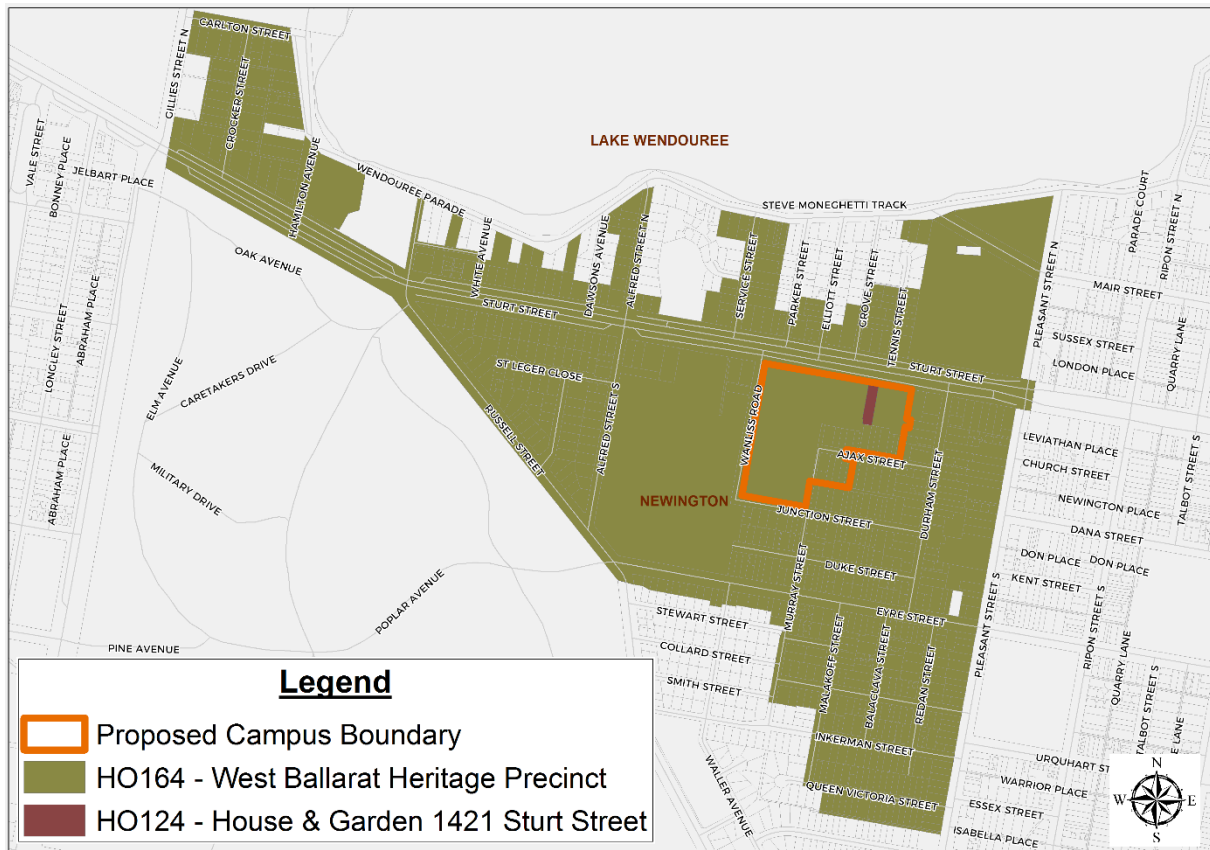 CARLTON STREET
GILLIES STREET N
CROCKER STREET
VALE STREET
BONNEY PLACE
JELBART PLACE
HAMILTON AVENUE
WENDOUREE PARADE
LAKE WENDOUREE
STEVE MONEGHETTI TRACK
PARADE COURT
RIPON STREET N
OAK AVENUE
WHITE AVENUE
DAWSONS AVENUE
ALFRED STREET N
SERVICE STREET
PARKER STREET
ELLIOTT STREET
GROVE STREET
TENNIS STREET
PLEASANT STREET N
MAIR STREET
SUSSEX STREET
LONDON PLACE
QUARRY LANE
STURT STREET
STURT STREET
LONGLEY STREET
ABRAHAM PLACE
ELM AVENUE
CARETAKERS DRIVE
ST LEGER CLOSE
RUSSELL STREET
ALFRED STREET S
WANLISS ROAD
AJAX STREET
DURHAM STREET
LEVIATHAN PLACE
CHURCH STREET
NEWINGTON PLACE
TALBOT STREET S
ABRAHAM PLACE
MILITARY DRIVE
NEWINGTON
JUNCTION STREET
DANA STREET
DON PLACE
DON PLACE
KENT STREET
DUKE STREET
MURRAY STREET
EYRE STREET
POPLAR AVENUE
STEWART STREET
COLLARD STREET
SMITH STREET
PINE AVENUE
MALAKOFF STREET
BALACLAVA STREET
REDAN STREET
PLEASANT STREET S
RIPON STREET S
QUARRY LANE
TALBOT STREET S
E LANE
INKERMAN STREET
QUEEN VICTORIA STREET
WALLER AVENUE
URQUHART ST
WARRIOR PLACE
ESSEX STREET
ISABELLA PLACE
Legend
Proposed Campus Boundary
HO164 - West Ballarat Heritage Precinct
HO124 - House & Garden 1421 Sturt Street
N
W E
S